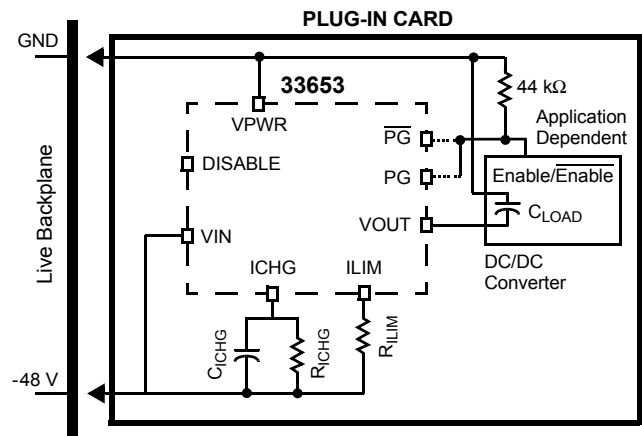 PLUG-IN CARD
GND
33653
44 kΩ
VPWR
Application
Dependent
PG
DISABLE
Enable/Enable
PG
CLOAD
VOUT
VIN
Live Backplane
DC/DC
Converter
ICHG
ILIM
CICHG
RICHG
RILIM
-48 V